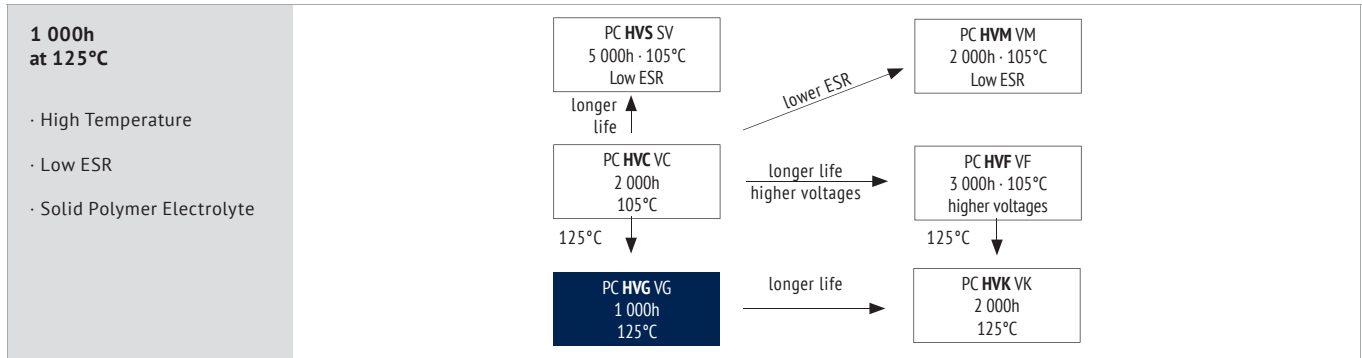 1 000h
at 125°C
· High Temperature
· Low ESR
· Solid Polymer Electrolyte
PC HVS SV
5 000h · 105°C
Low ESR
PC HVM VM
2 000h · 105°C
Low ESR
longer
life
lower ESR
PC HVC VC
2 000h
105°C
longer life
higher voltages
PC HVF VF
3 000h · 105°C
higher voltages
125°C
125°C
PC HVG VG
1 000h
125°C
longer life
PC HVK VK
2 000h
125°C